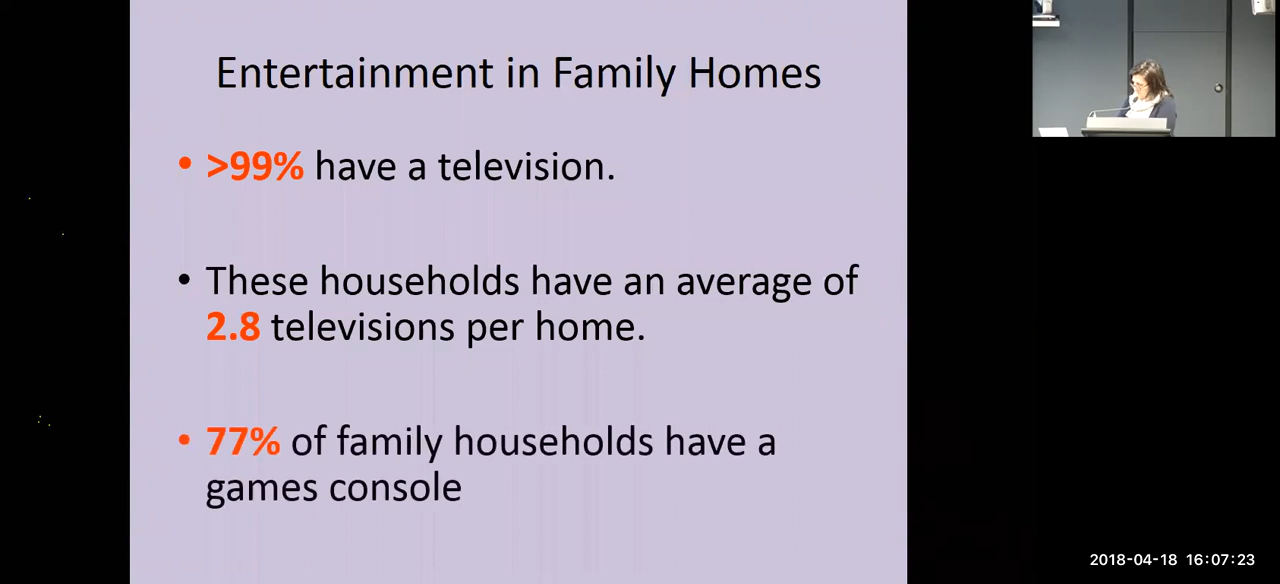 Entertainment in Family Homes
• >99% have a television.
• These households have an average of
2.8 televisions per home.
• 77% of family households have a
games console
2018-04-18 16:07:23